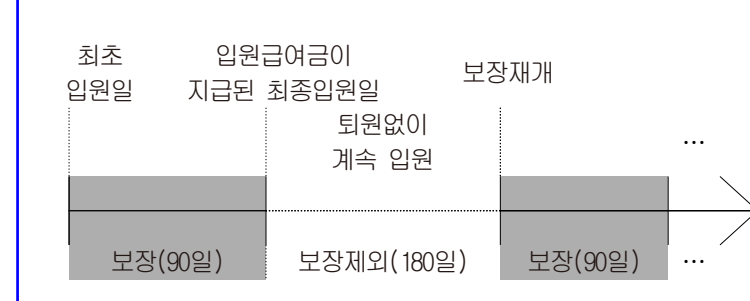 최초
입원일
입원급여금이
지급된 최종입원일
보장재개
퇴원없이
계속 입원
...
보장(90일)
보장제외(180일)
보장(90일)
...